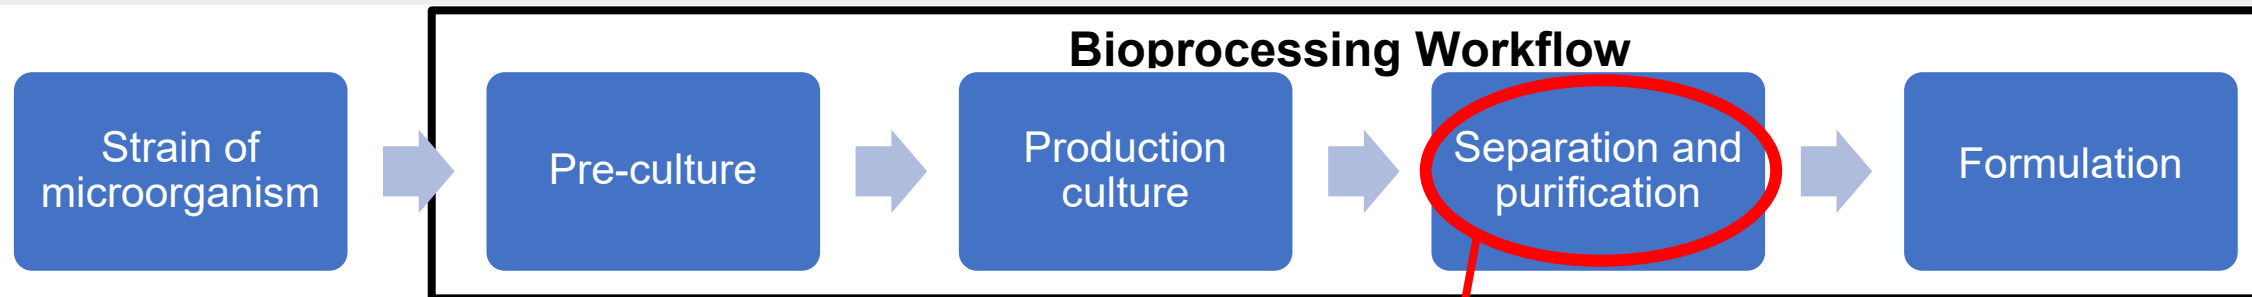 Bioprocessing Workflow
Strain of
microorganism
Pre-culture
Production
culture
Separation and
purification
Formulation